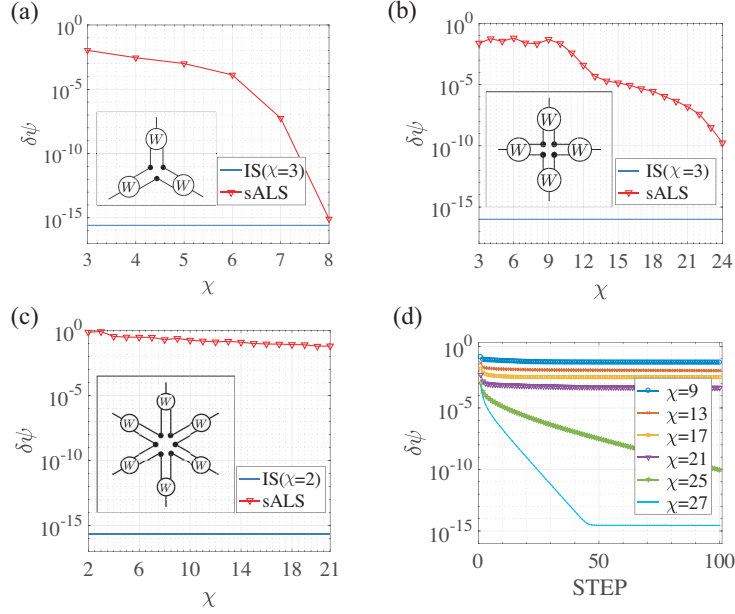 (a)
10^0
10^-5
10^-10
10^-15
δψ
W
W
W
IS(χ=3)
sALS
3 4 5 6 7 8
χ
(b)
10^0
10^-5
10^-10
10^-15
δψ
W
W
W
W
IS(χ=3)
sALS
3 6 9 12 15 18 21 24
χ
(c)
10^0
10^-5
10^-10
10^-15
δψ
W
W
W
W
W
W
IS(χ=2)
sALS
2 6 10 14 18 21
χ
(d)
10^0
10^-5
10^-10
10^-15
δψ
χ=9
χ=13
χ=17
χ=21
χ=25
χ=27
0 50 100
STEP